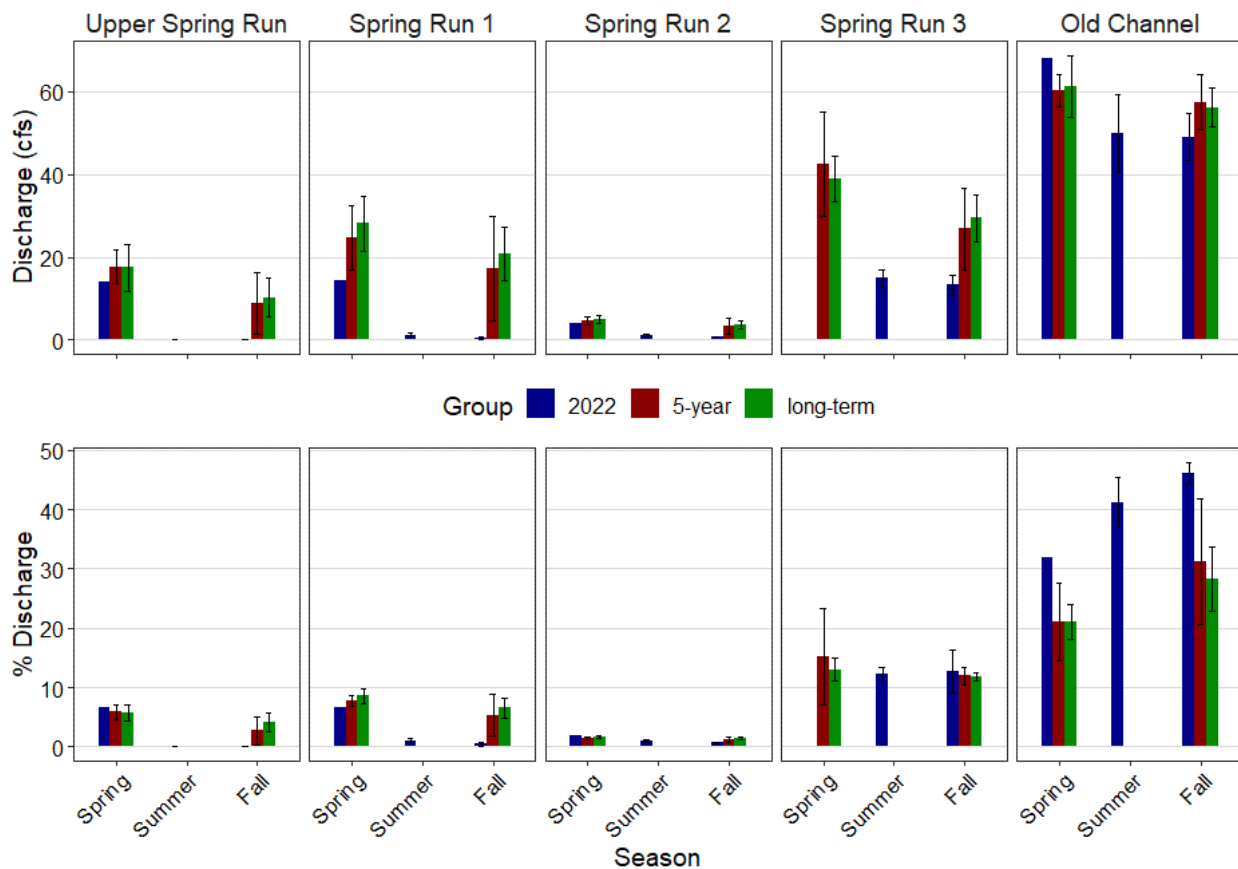 Upper Spring Run Spring Run 1 Spring Run 2 Spring Run 3 Old Channel
Discharge (cfs)
60
40
20
0
Group 2022 5-year long-term
% Discharge
50
40
30
20
10
0
Spring Summer Fall Spring Summer Fall Spring Summer Fall Spring Summer Fall Spring Summer Fall
Season